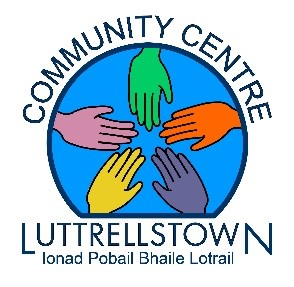 COMMUNITY CENTRE
LUTTRELLSTOWN
Ionad Pobail Bhaile Lotrail